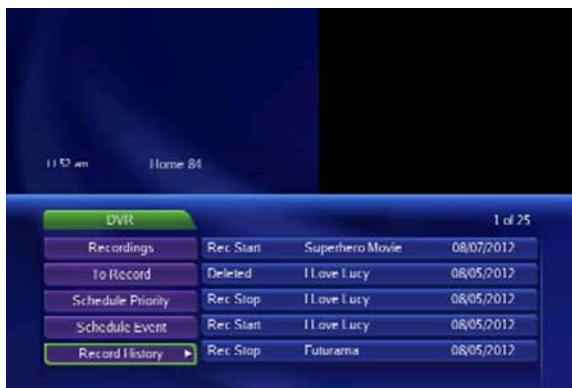 11:52 am Home 84
DVR 1 of 25
Recordings Rec Start Superhero Movie 08/07/2012
To Record Deleted I Love Lucy 08/05/2012
Schedule Priority Rec Stop I Love Lucy 08/05/2012
Schedule Event Rec Start I Love Lucy 08/05/2012
Record History Rec Stop Futurama 08/05/2012